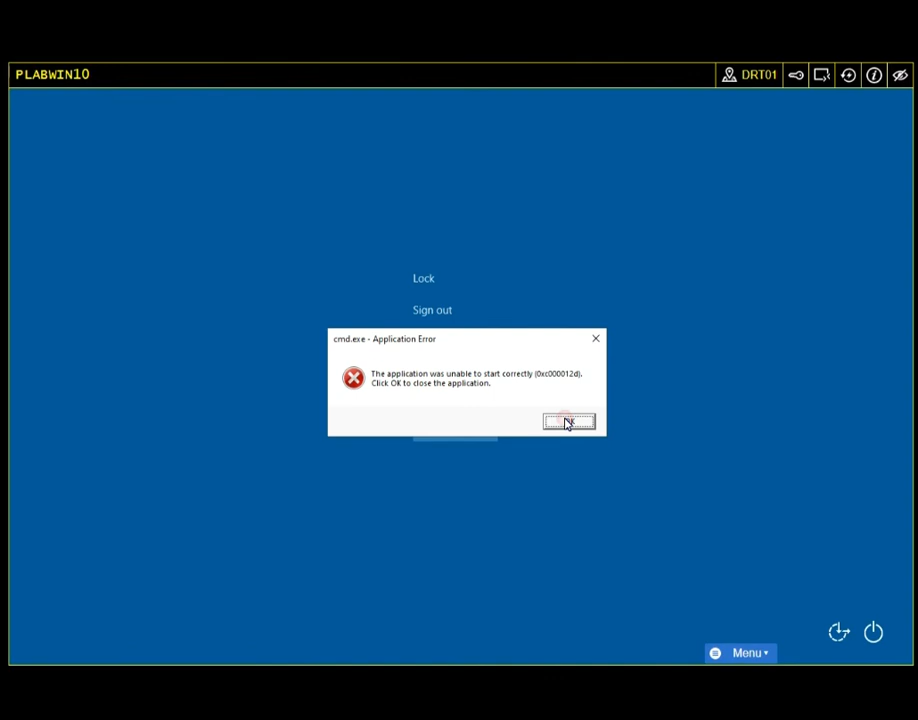 PLABWIN10
DRT01
Lock
Sign out
cmd.exe - Application Error
The application was unable to start correctly (0xc000012d).
Click OK to close the application.
OK
Menu